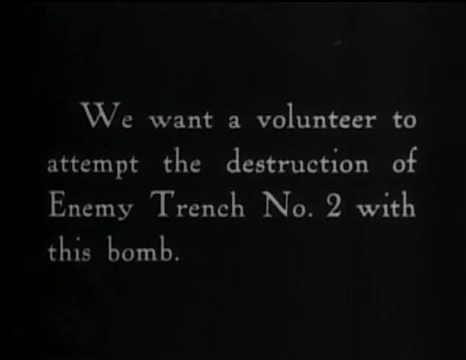 We want a volunteer to
attempt the destruction of
Enemy Trench No. 2 with
this bomb.